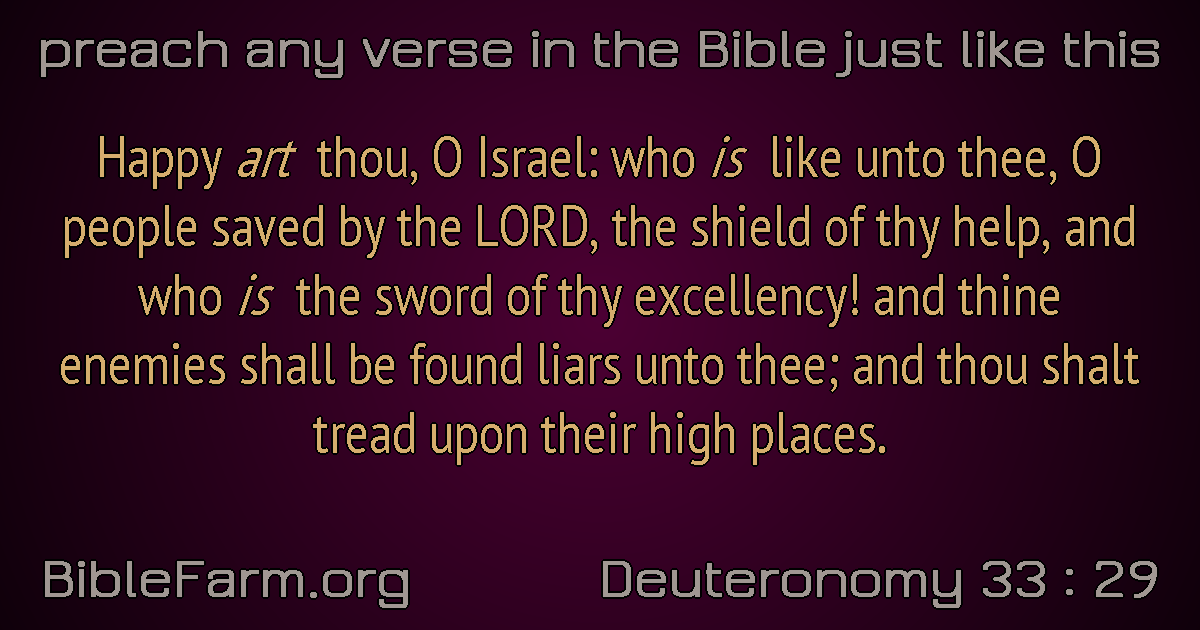 preach any verse in the Bible just like this
Happy art thou, O Israel: who is like unto thee, O
people saved by the LORD, the shield of thy help, and
who is the sword of thy excellency! and thine
enemies shall be found liars unto thee; and thou shalt
tread upon their high places.
BibleFarm.org Deuteronomy 33 : 29